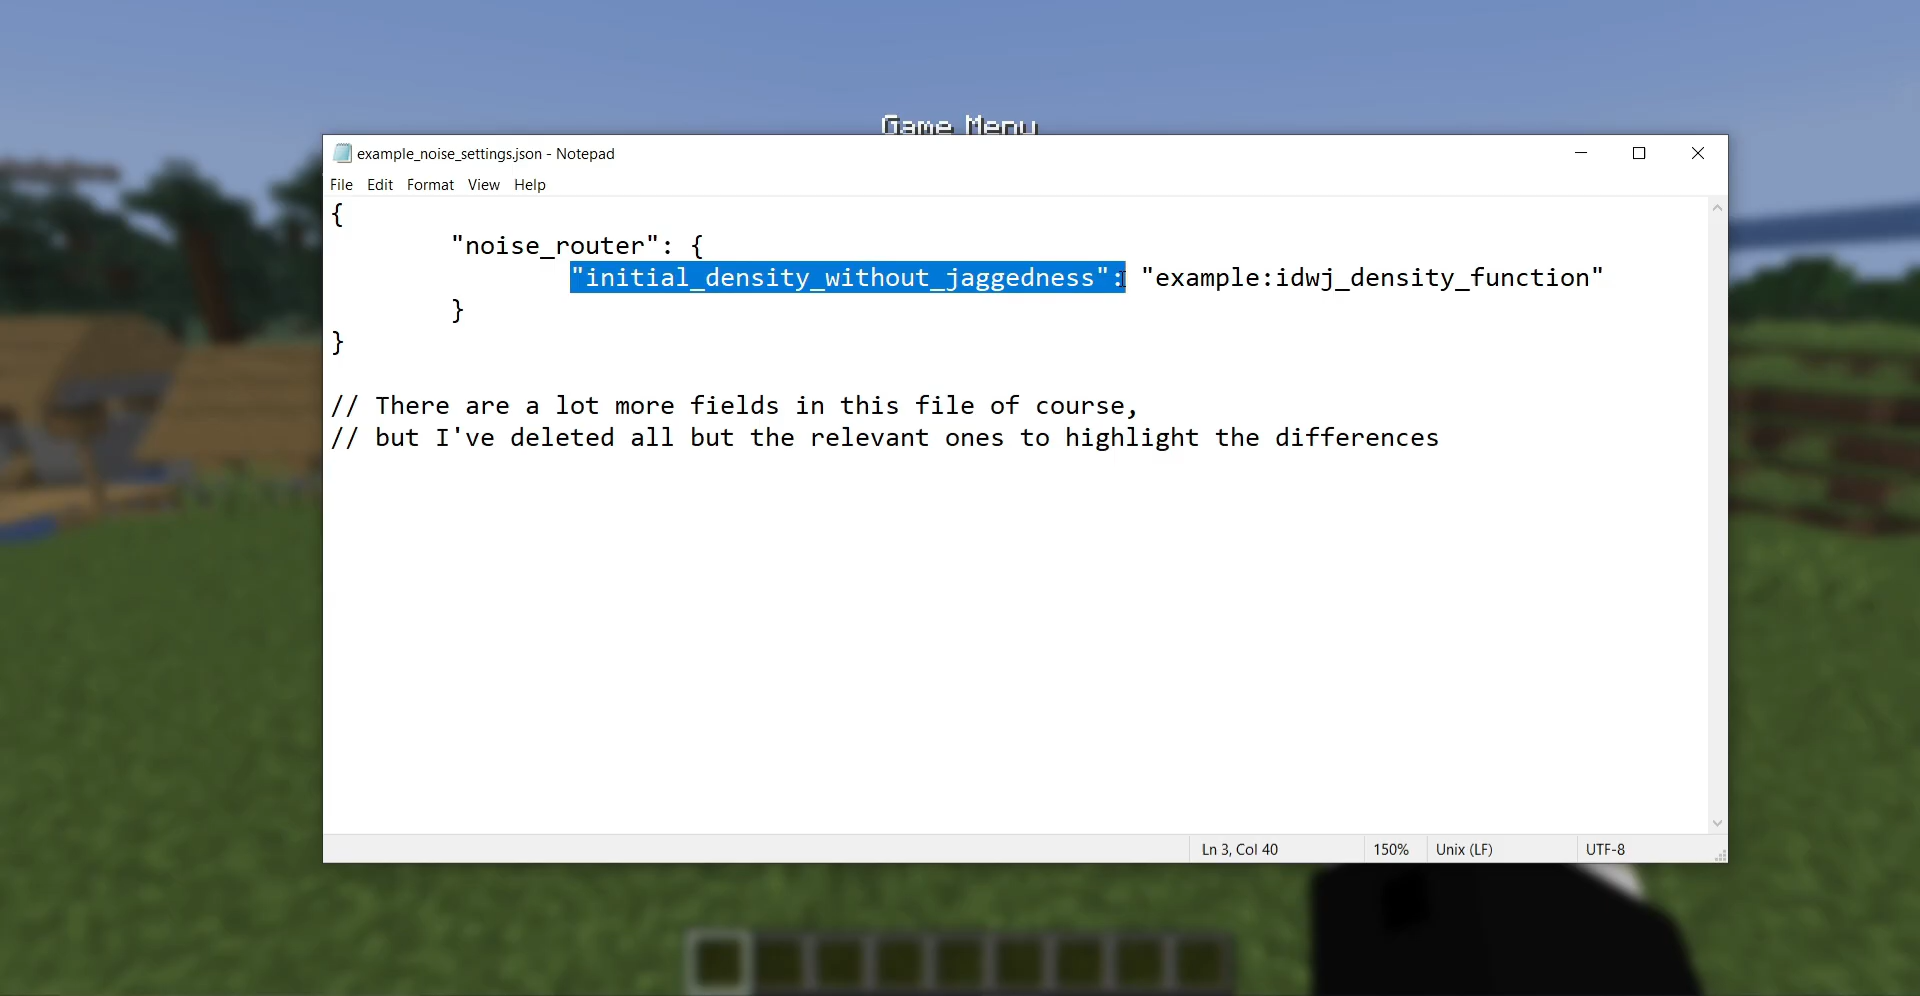 Game Menu
example_noise_settings.json - Notepad
File Edit Format View Help
{
"noise_router": {
"initial_density_without_jaggedness": "example:idwj_density_function"
}
}
// There are a lot more fields in this file of course,
// but I've deleted all but the relevant ones to highlight the differences
Ln 3, Col 40 150% Unix (LF) UTF-8